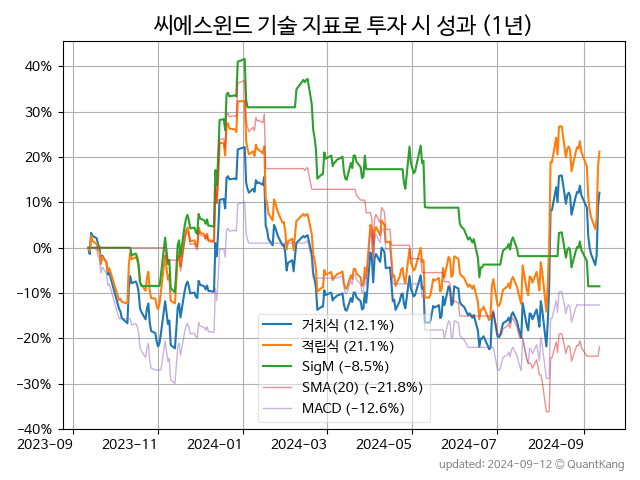 씨에스윈드 기술 지표로 투자 시 성과 (1년)
40%
30%
20%
10%
0%
−10%
−20%
−30%
−40%
거치식 (12.1%)
적립식 (21.1%)
SigM (−8.5%)
SMA(20) (−21.8%)
MACD (−12.6%)
2023-09 2023-11 2024-01 2024-03 2024-05 2024-07 2024-09
updated: 2024-09-12 © QuantKang